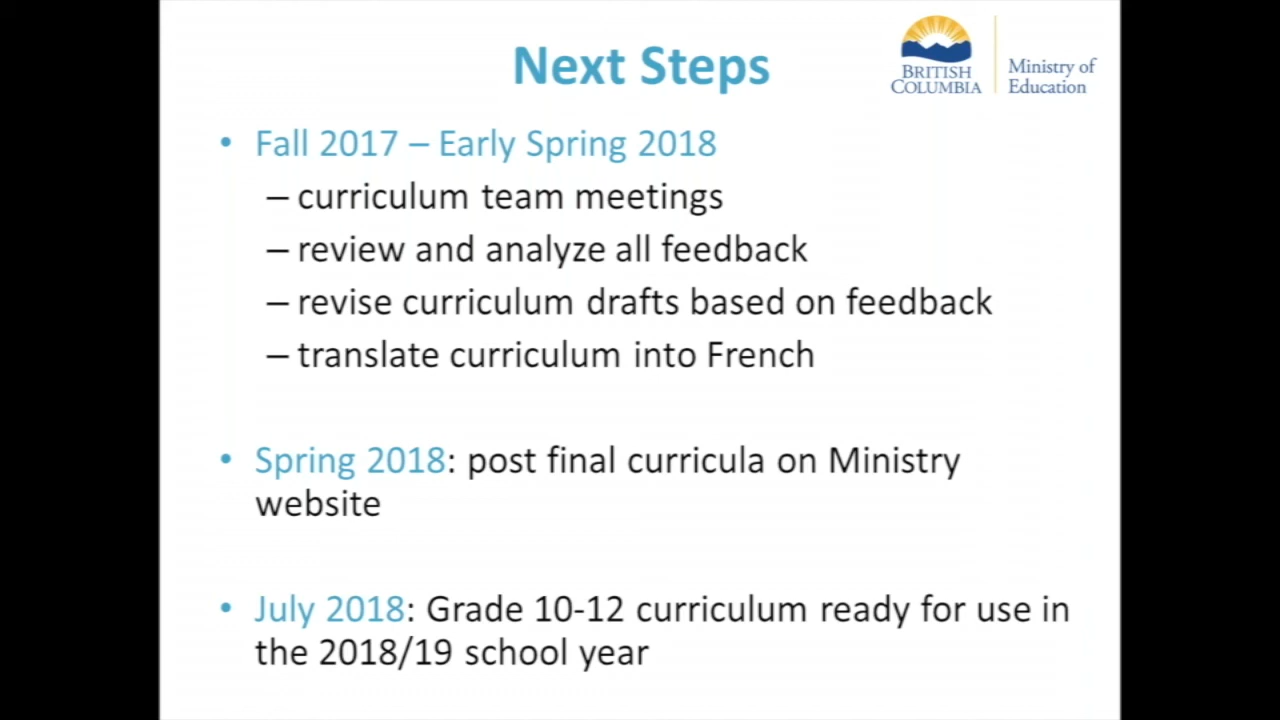 Next Steps
BRITISH
COLUMBIA
Ministry of
Education
• Fall 2017 – Early Spring 2018
– curriculum team meetings
– review and analyze all feedback
– revise curriculum drafts based on feedback
– translate curriculum into French
• Spring 2018: post final curricula on Ministry
website
• July 2018: Grade 10-12 curriculum ready for use in
the 2018/19 school year